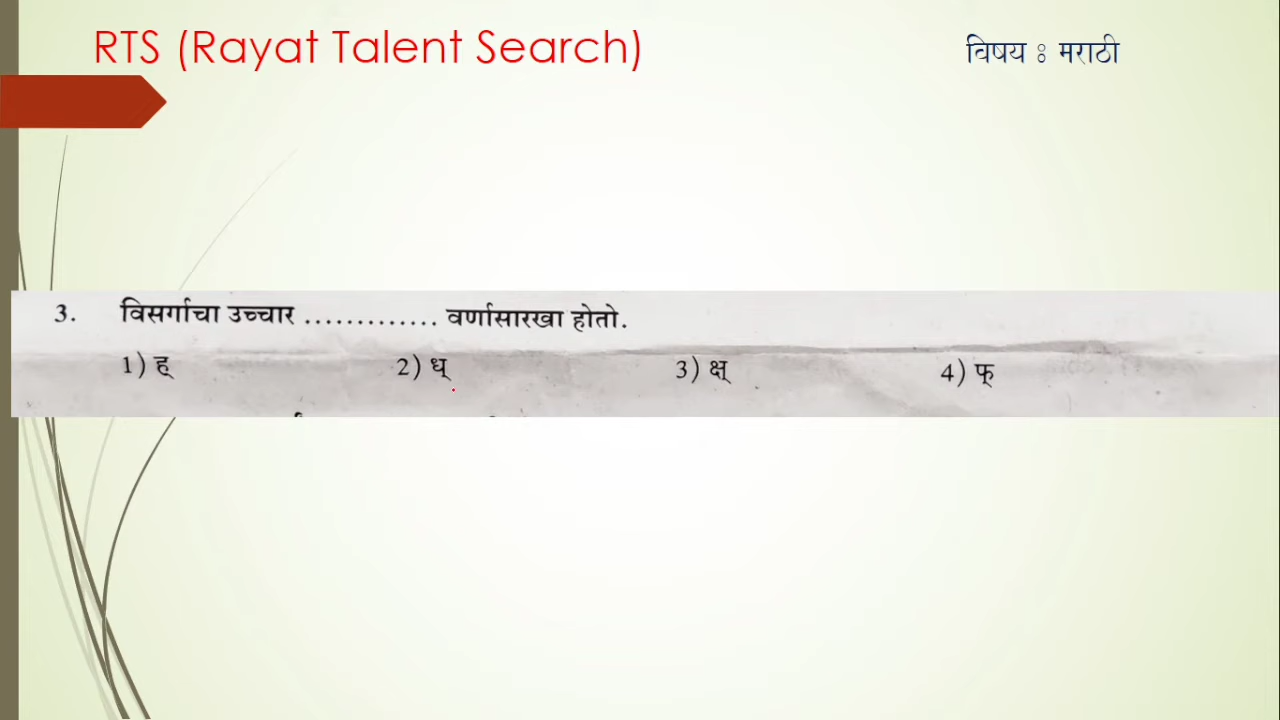 RTS (Rayat Talent Search)
विषय : मराठी
3. विसर्गाचा उच्चार ............. वर्णासारखा होतो.
1) ह् 2) ध् 3) क्ष् 4) फ्